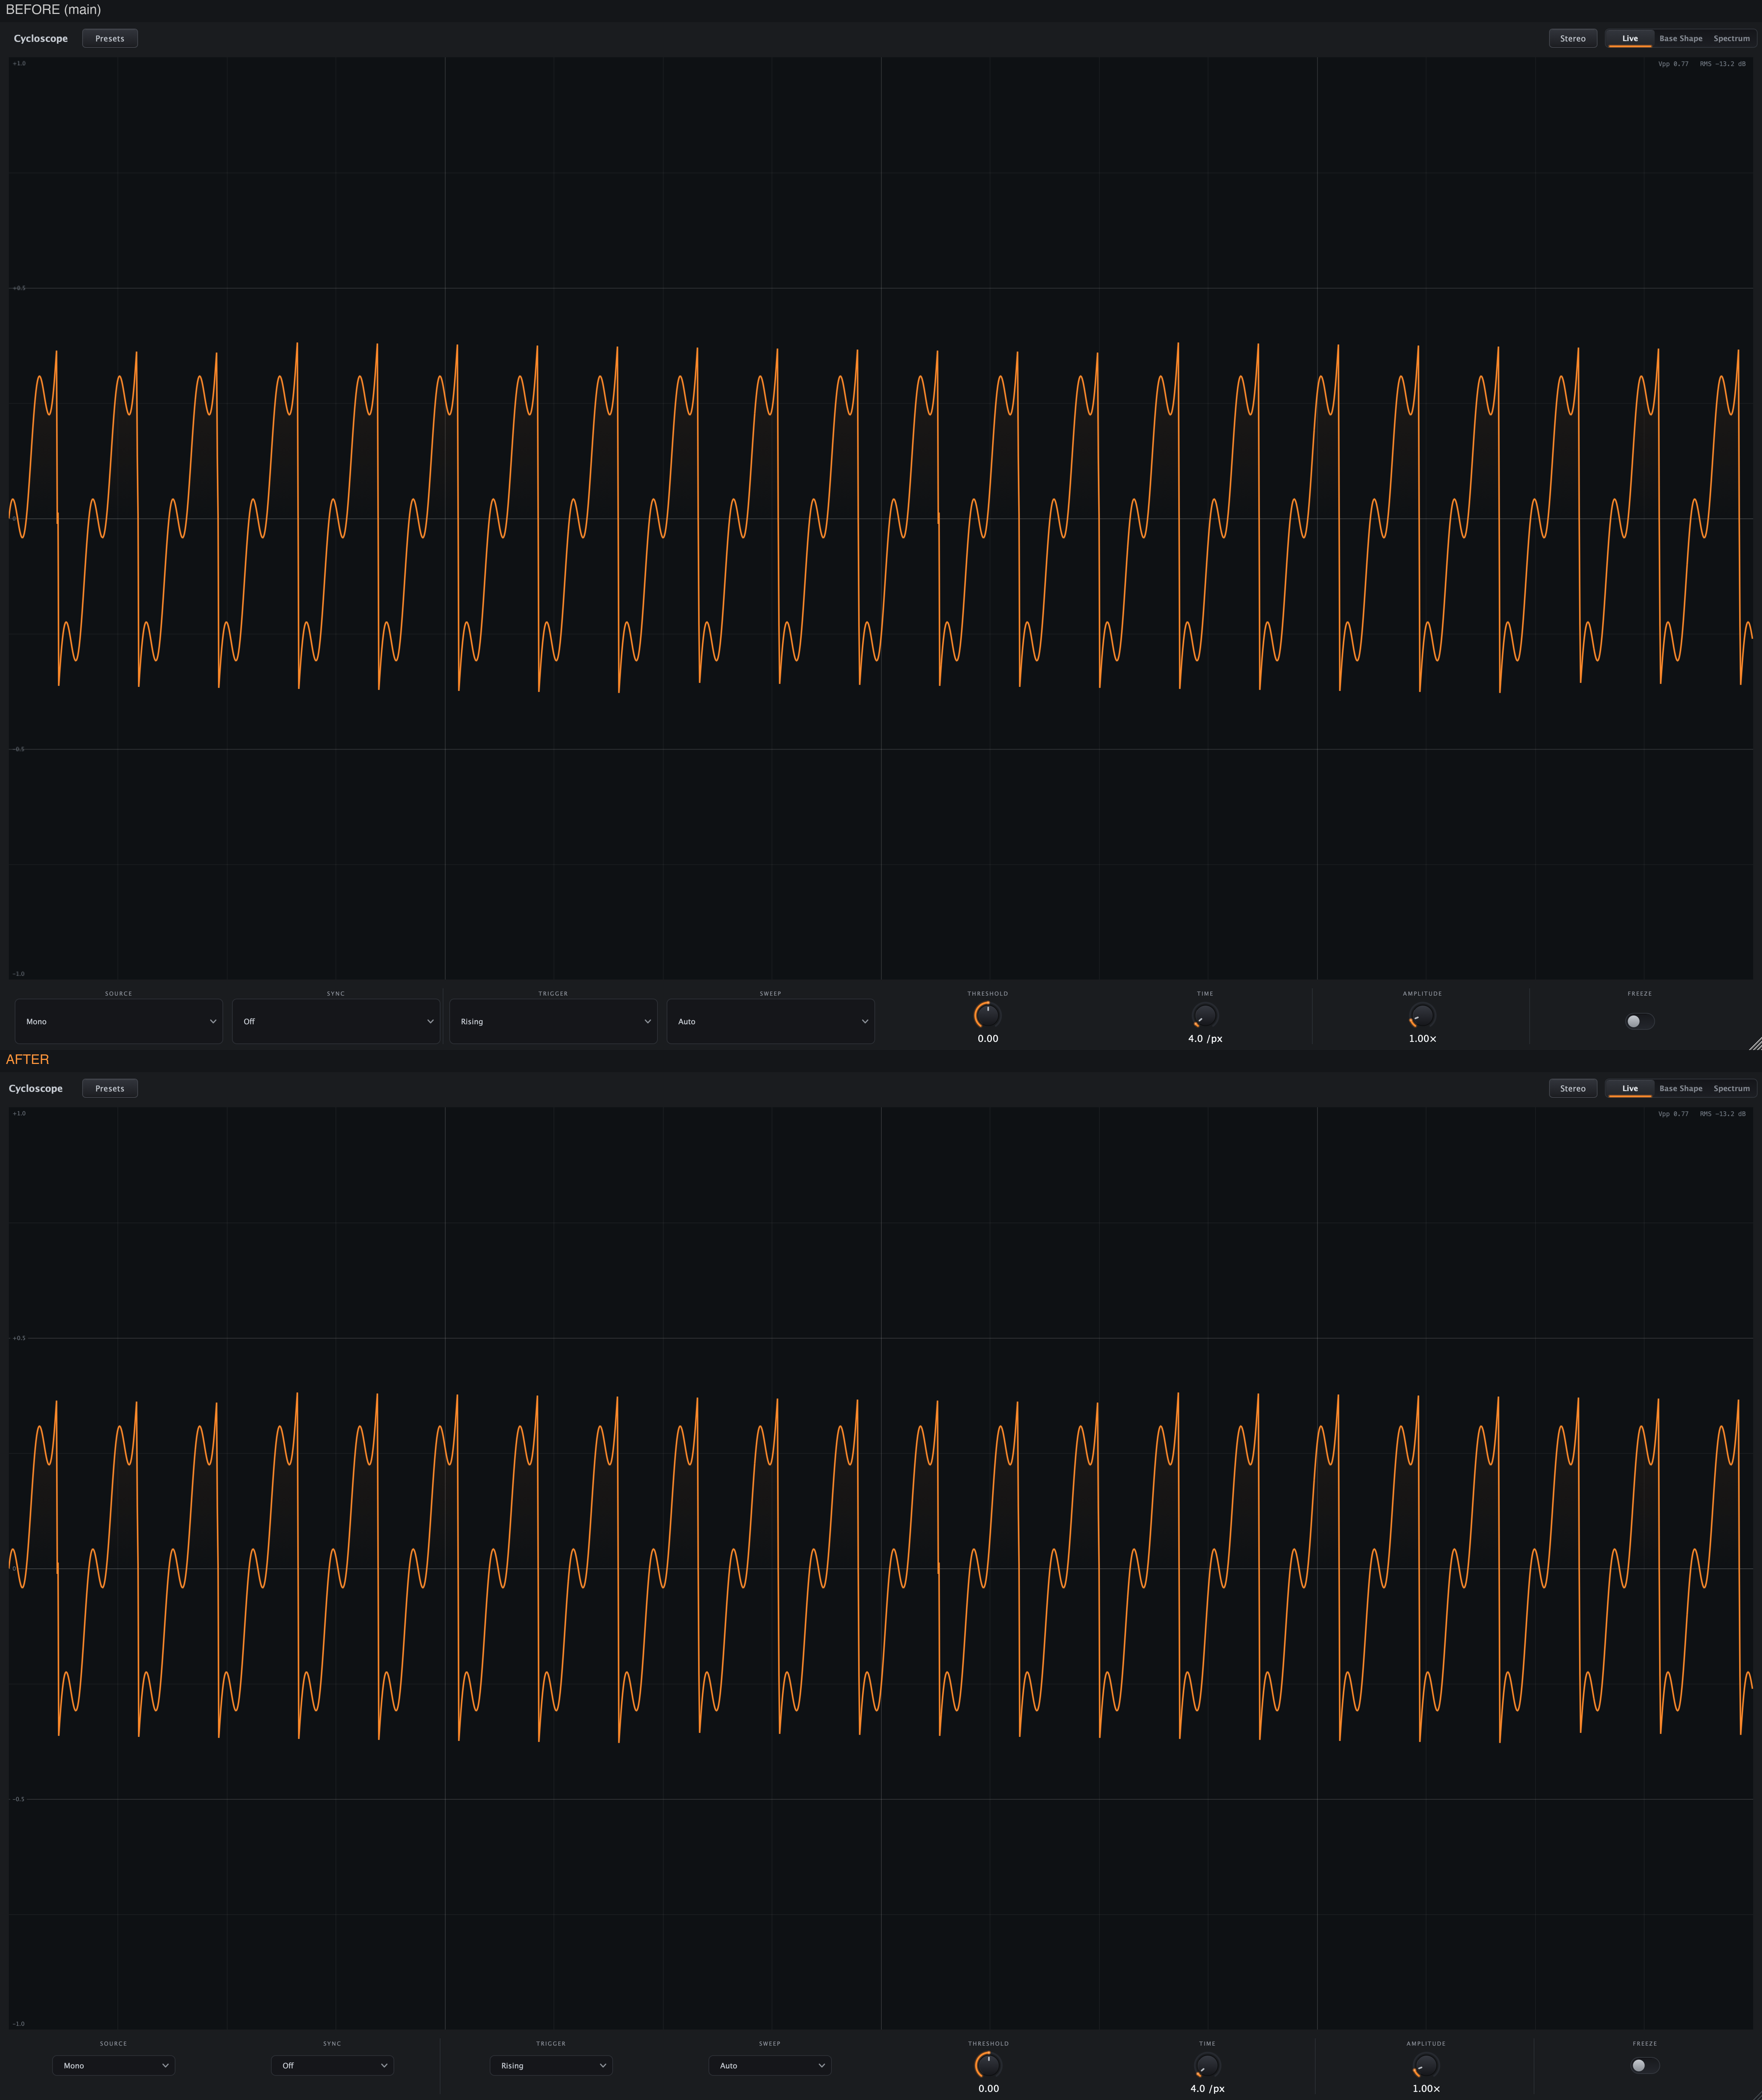 BEFORE (main)
Cycloscope Presets Stereo Live Base Shape Spectrum
+1.0 Vpp 0.77 RMS −13.2 dB
+0.5
0
-0.5
-1.0
SOURCE SYNC TRIGGER SWEEP THRESHOLD TIME AMPLITUDE FREEZE
Mono Off Rising Auto
0.00 4.0 /px 1.00×
AFTER
Cycloscope Presets Stereo Live Base Shape Spectrum
+1.0 Vpp 0.77 RMS −13.2 dB
+0.5
0
-0.5
-1.0
SOURCE SYNC TRIGGER SWEEP THRESHOLD TIME AMPLITUDE FREEZE
Mono Off Rising Auto
0.00 4.0 /px 1.00×